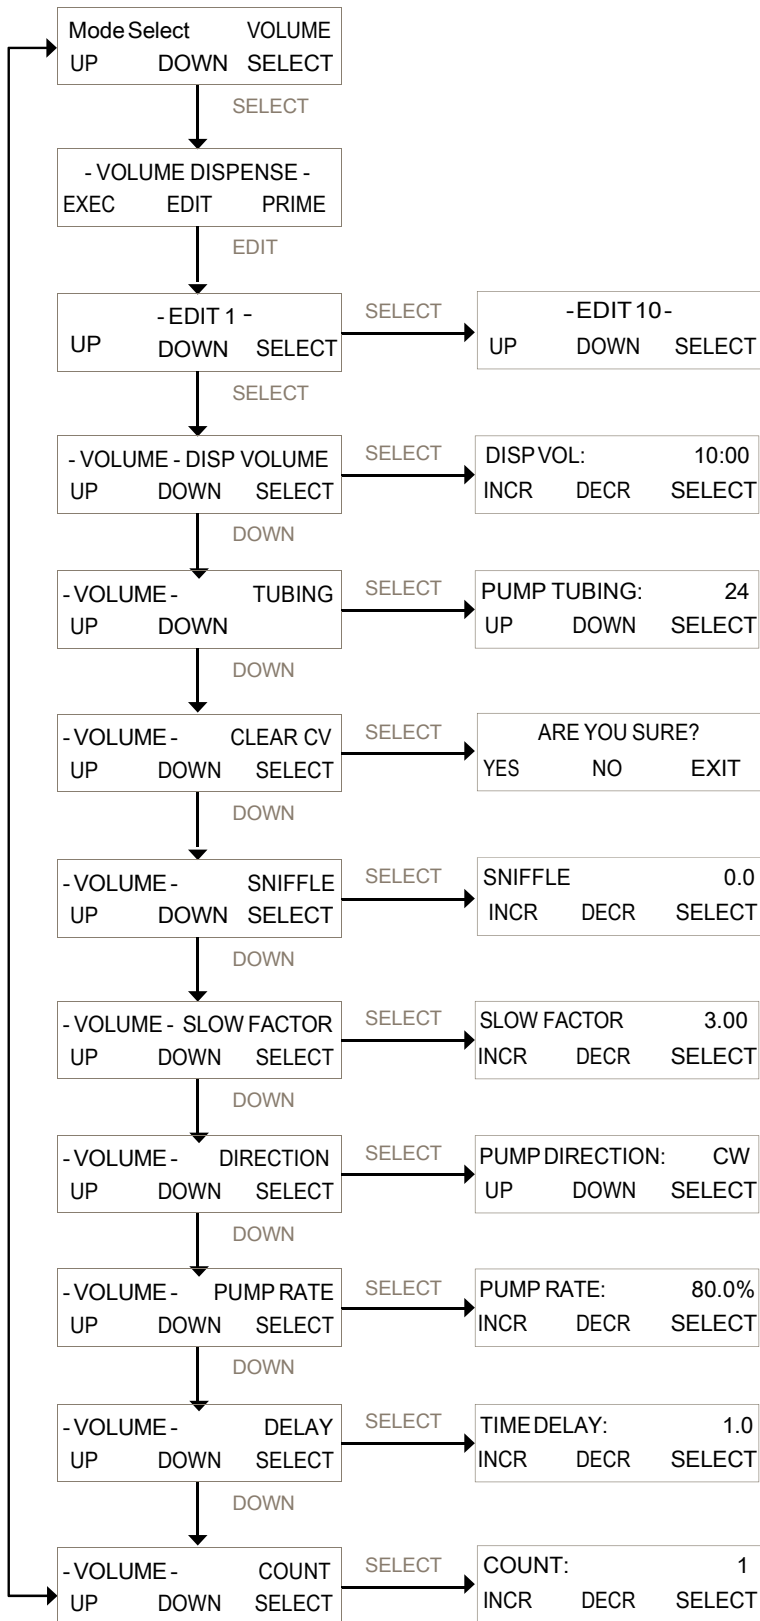 Mode Select VOLUME
UP DOWN SELECT
SELECT
- VOLUME DISPENSE -
EXEC EDIT PRIME
EDIT
- EDIT 1 -
UP DOWN SELECT
SELECT
- EDIT 10 -
UP DOWN SELECT
SELECT
- VOLUME - DISP VOLUME
UP DOWN SELECT
SELECT
DISP VOL: 10:00
INCR DECR SELECT
DOWN
- VOLUME - TUBING
UP DOWN
SELECT
PUMP TUBING: 24
UP DOWN SELECT
DOWN
- VOLUME - CLEAR CV
UP DOWN SELECT
SELECT
ARE YOU SURE?
YES NO EXIT
DOWN
- VOLUME - SNIFFLE
UP DOWN SELECT
SELECT
SNIFFLE 0.0
INCR DECR SELECT
DOWN
- VOLUME - SLOW FACTOR
UP DOWN SELECT
SELECT
SLOW FACTOR 3.00
INCR DECR SELECT
DOWN
- VOLUME - DIRECTION
UP DOWN SELECT
SELECT
PUMP DIRECTION: CW
UP DOWN SELECT
DOWN
- VOLUME - PUMP RATE
UP DOWN SELECT
SELECT
PUMP RATE: 80.0%
INCR DECR SELECT
DOWN
- VOLUME - DELAY
UP DOWN SELECT
SELECT
TIME DELAY: 1.0
INCR DECR SELECT
DOWN
- VOLUME - COUNT
UP DOWN SELECT
SELECT
COUNT: 1
INCR DECR SELECT